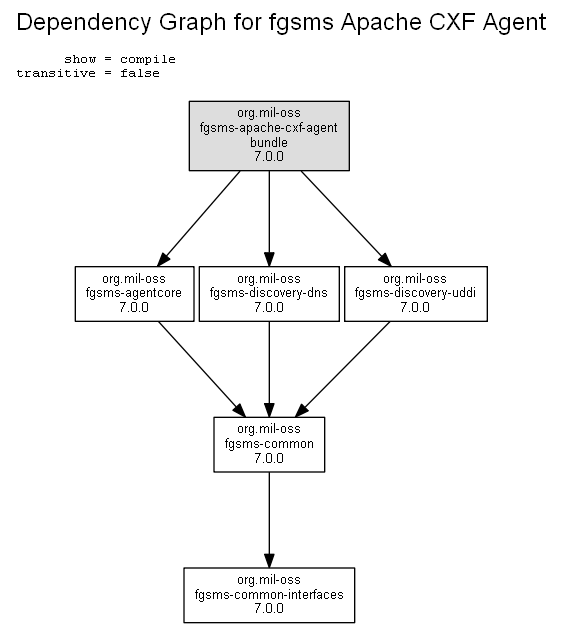 Dependency Graph for fgsms Apache CXF Agent
show = compile
transitive = false
org.mil-oss
fgsms-apache-cxf-agent
bundle
7.0.0
org.mil-oss
fgsms-agentcore
7.0.0
org.mil-oss
fgsms-discovery-dns
7.0.0
org.mil-oss
fgsms-discovery-uddi
7.0.0
org.mil-oss
fgsms-common
7.0.0
org.mil-oss
fgsms-common-interfaces
7.0.0